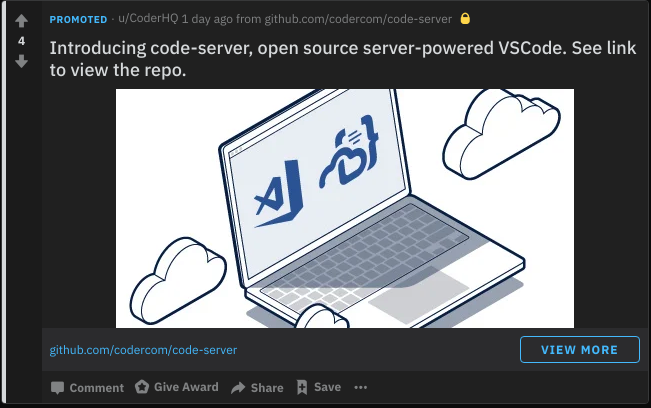 PROMOTED · u/CoderHQ 1 day ago from github.com/codercom/code-server
4
Introducing code-server, open source server-powered VSCode. See link
to view the repo.
github.com/codercom/code-server
VIEW MORE
Comment Give Award Share Save ···